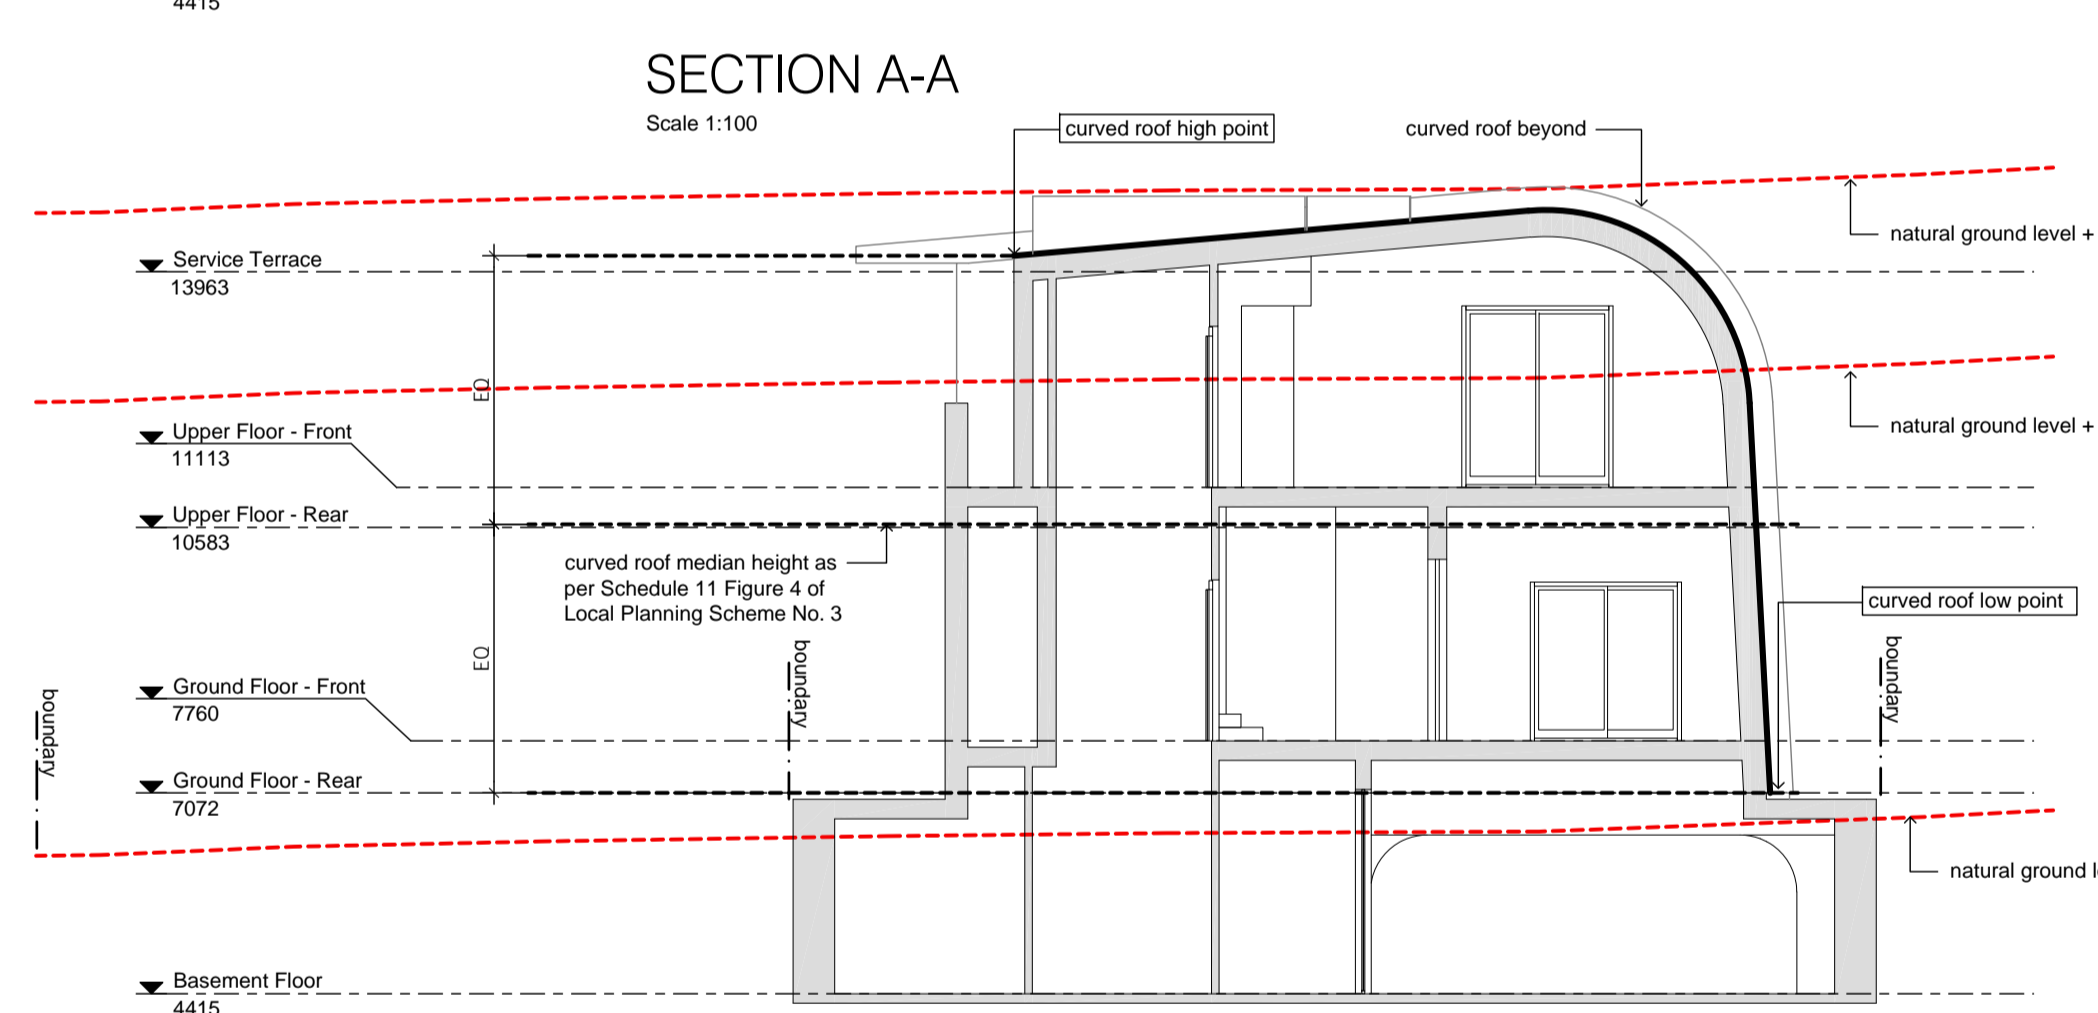 4415
SECTION A-A
Scale 1:100
curved roof high point
curved roof beyond
natural ground level +
Service Terrace
13963
EQ
natural ground level +
Upper Floor - Front
11113
Upper Floor - Rear
10583
curved roof median height as
per Schedule 11 Figure 4 of
Local Planning Scheme No. 3
curved roof low point
EQ
boundary
boundary
boundary
Ground Floor - Front
7760
Ground Floor - Rear
7072
natural ground l
Basement Floor
4415